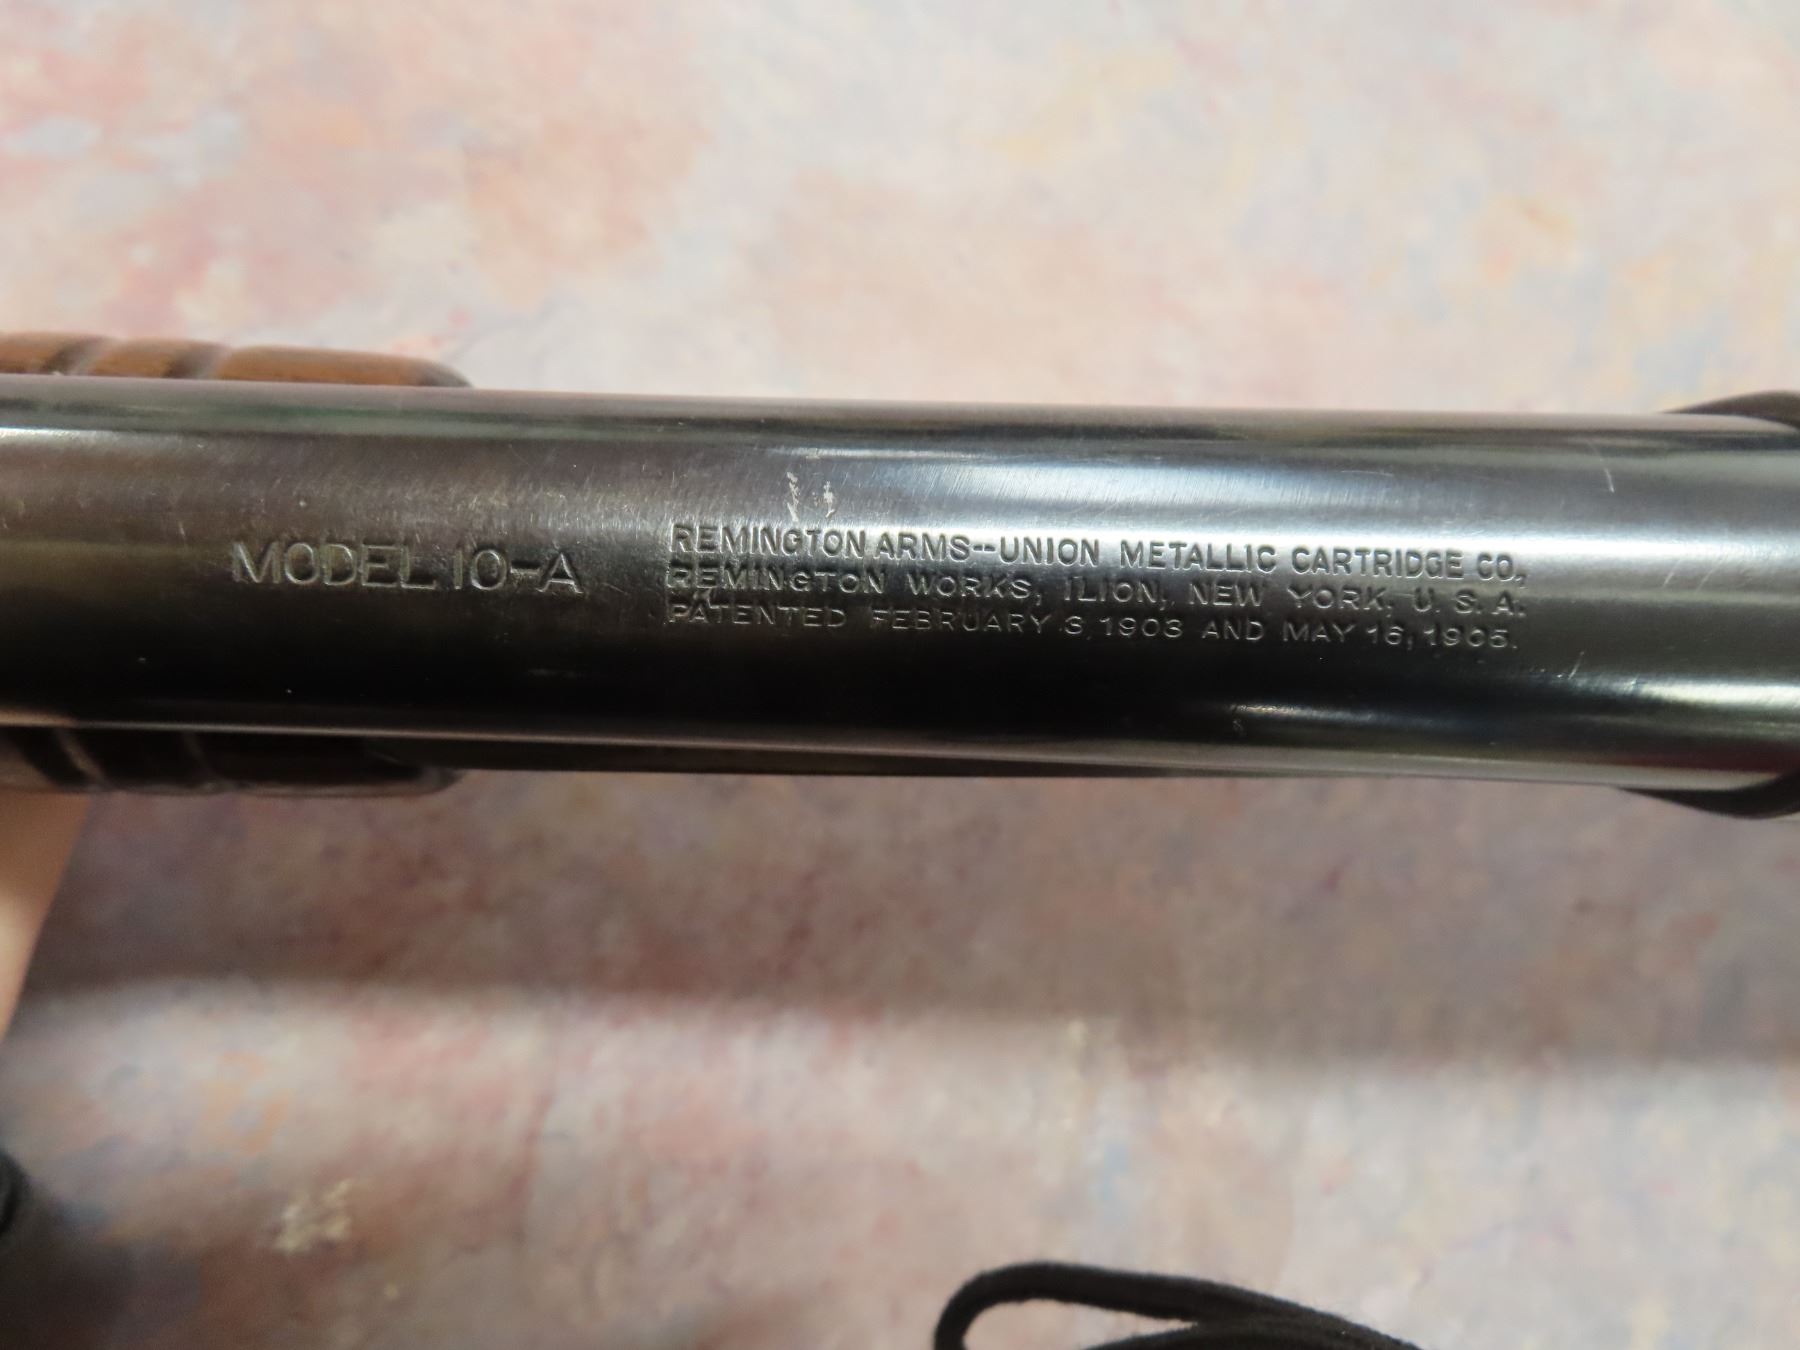 MODEL 10-A
REMINGTON ARMS--UNION METALLIC CARTRIDGE CO,
REMINGTON WORKS, ILION, NEW YORK, U. S. A.
PATENTED FEBRUARY 3, 1903 AND MAY 16, 1905.